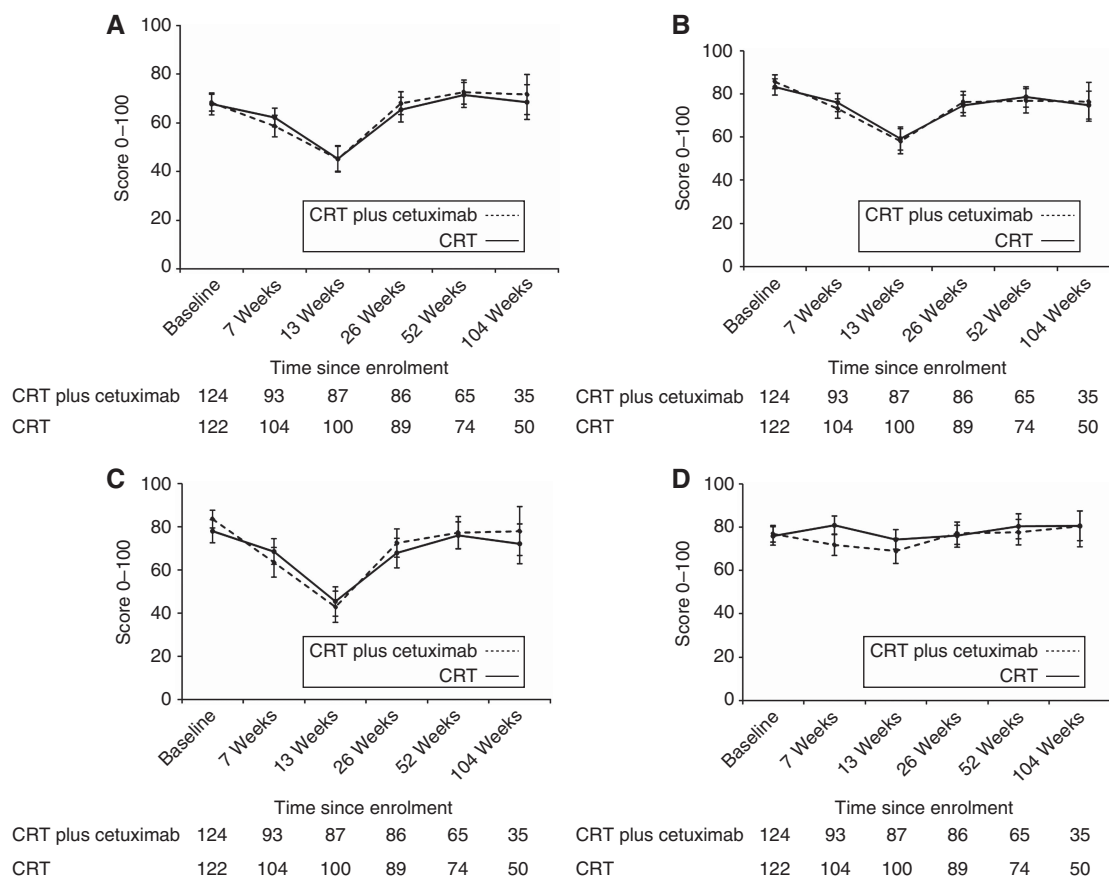 A
Score 0–100
100
80
60
40
20
0
CRT plus cetuximab
CRT
Baseline
7 Weeks
13 Weeks
26 Weeks
52 Weeks
104 Weeks
Time since enrolment
CRT plus cetuximab 124 93 87 86 65 35
CRT 122 104 100 89 74 50
B
Score 0–100
100
80
60
40
20
0
CRT plus cetuximab
CRT
Baseline
7 Weeks
13 Weeks
26 Weeks
52 Weeks
104 Weeks
Time since enrolment
CRT plus cetuximab 124 93 87 86 65 35
CRT 122 104 100 89 74 50
C
Score 0–100
100
80
60
40
20
0
CRT plus cetuximab
CRT
Baseline
7 Weeks
13 Weeks
26 Weeks
52 Weeks
104 Weeks
Time since enrolment
CRT plus cetuximab 124 93 87 86 65 35
CRT 122 104 100 89 74 50
D
Score 0–100
100
80
60
40
20
0
CRT plus cetuximab
CRT
Baseline
7 Weeks
13 Weeks
26 Weeks
52 Weeks
104 Weeks
Time since enrolment
CRT plus cetuximab 124 93 87 86 65 35
CRT 122 104 100 89 74 50